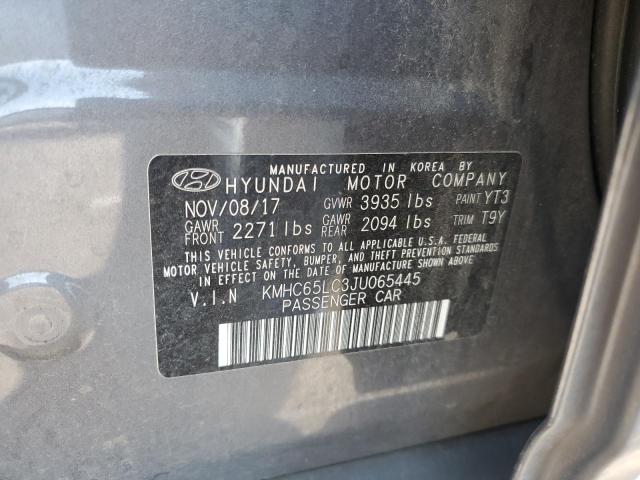 MANUFACTURED IN KOREA BY
HYUNDAI MOTOR COMPANY
NOV/08/17 GVWR 3935 lbs PAINT YT3
GAWR FRONT 2271 lbs GAWR REAR 2094 lbs TRIM T9Y
THIS VEHICLE CONFORMS TO ALL APPLICABLE U.S.A. FEDERAL
MOTOR VEHICLE SAFETY, BUMPER, AND THEFT PREVENTION STANDARDS
IN EFFECT ON THE DATE OF MANUFACTURE SHOWN ABOVE.
V.I.N KMHC65LC3JU065445
PASSENGER CAR